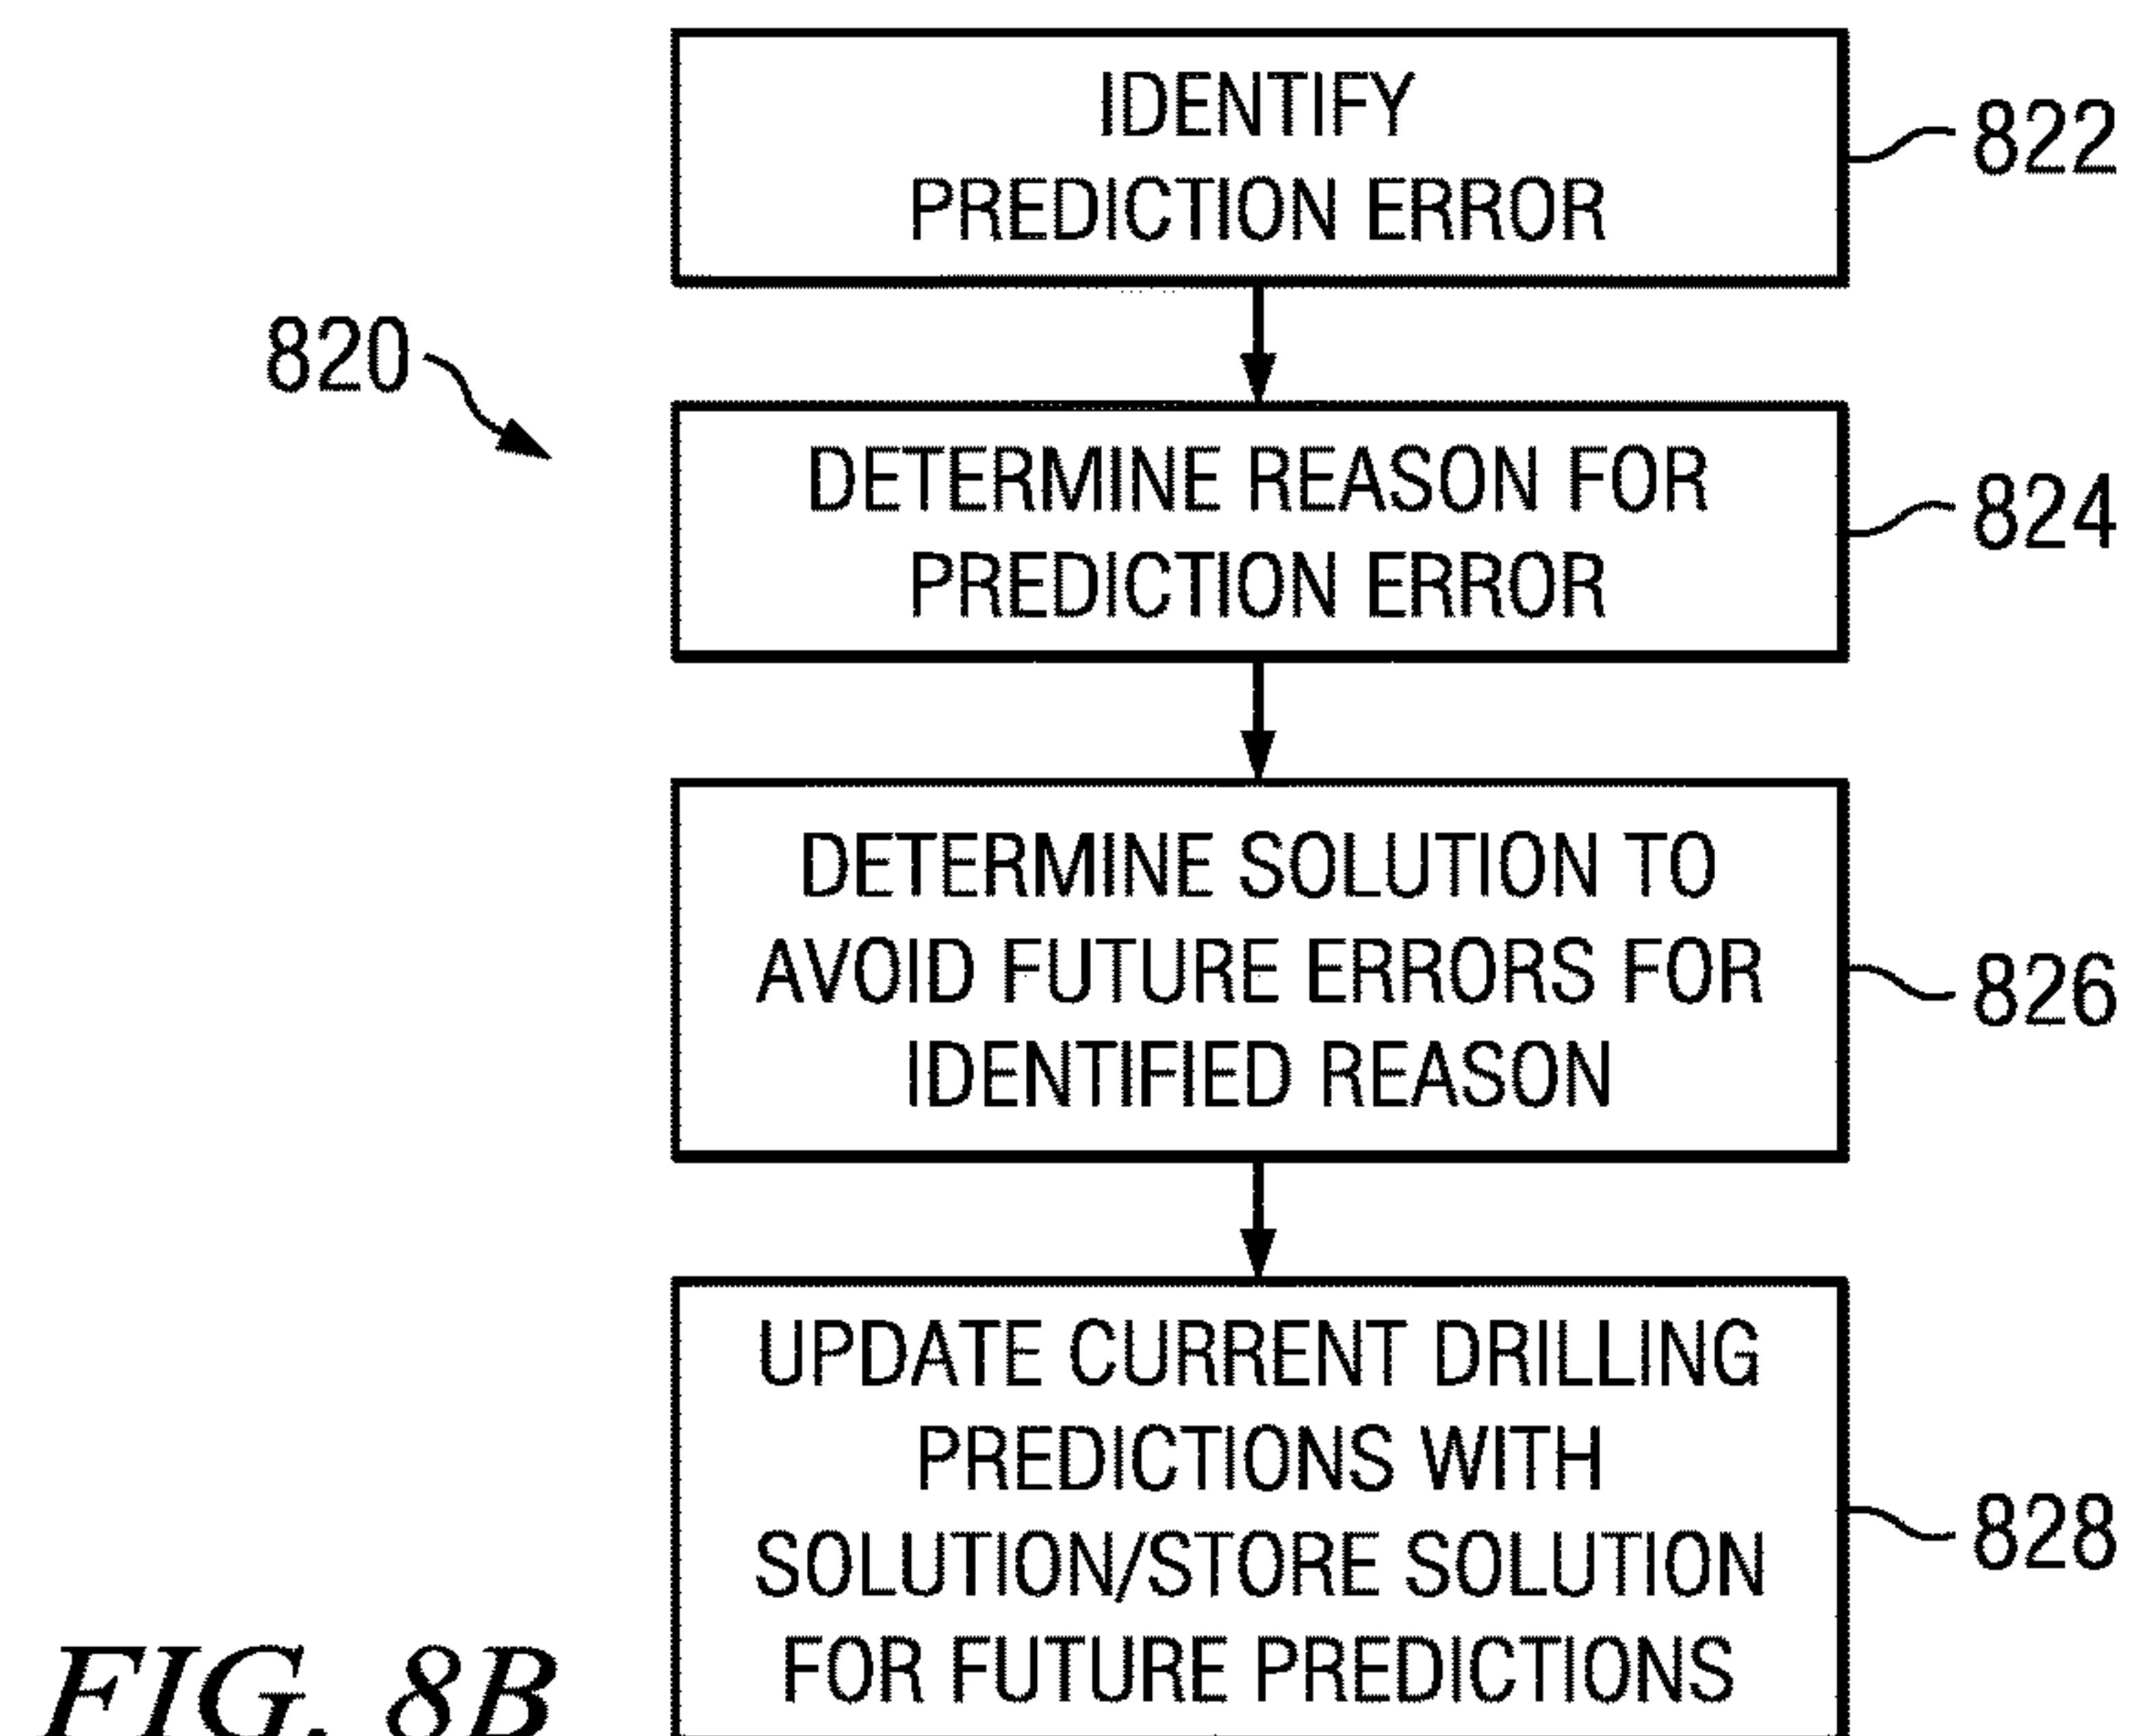 IDENTIFY
PREDICTION ERROR
822
820
DETERMINE REASON FOR
PREDICTION ERROR
824
DETERMINE SOLUTION TO
AVOID FUTURE ERRORS FOR
IDENTIFIED REASON
826
UPDATE CURRENT DRILLING
PREDICTIONS WITH
SOLUTION/STORE SOLUTION
FOR FUTURE PREDICTIONS
828
FIG. 8B